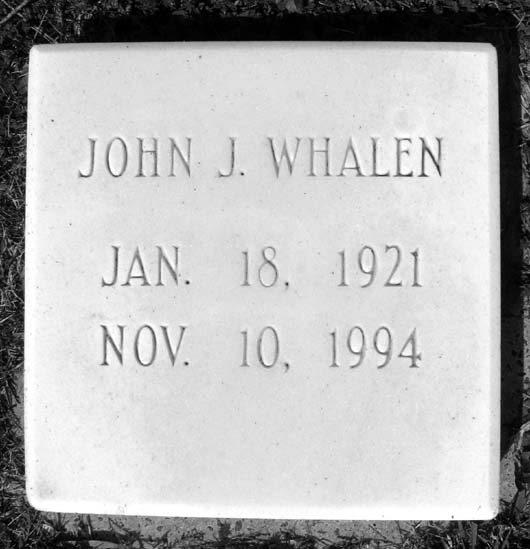 JOHN J. WHALEN
JAN. 18, 1921
NOV. 10, 1994